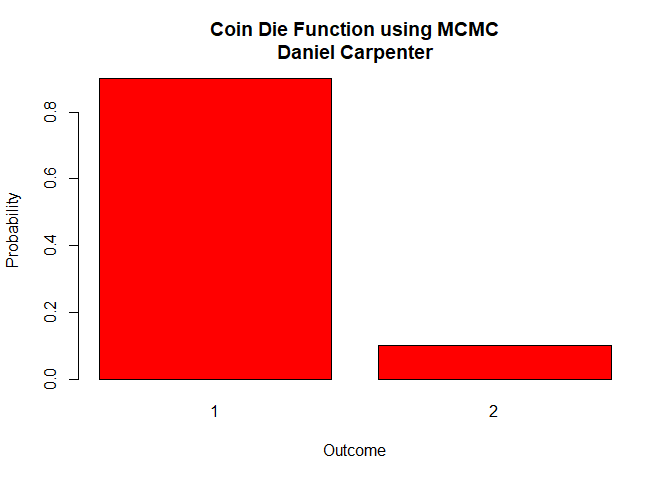 Coin Die Function using MCMC
Daniel Carpenter
Probability
0.8
0.6
0.4
0.2
0.0
1 2
Outcome